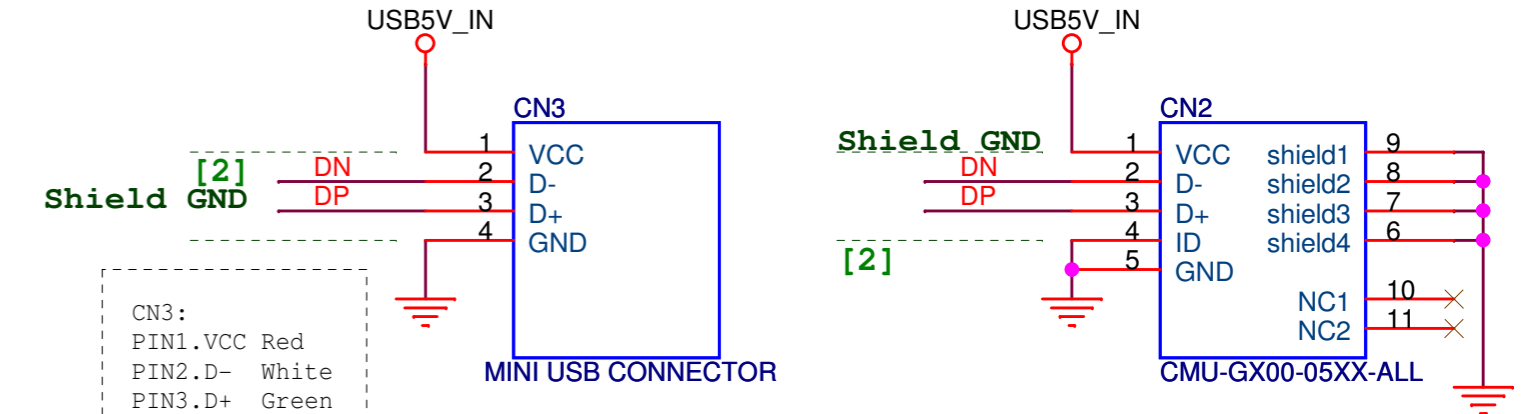 USB5V_IN
CN3
1 VCC
[2] DN 2 D-
Shield GND DP 3 D+
4 GND
MINI USB CONNECTOR
CN3:
PIN1.VCC Red
PIN2.D- White
PIN3.D+ Green
USB5V_IN
CN2
Shield GND 1 VCC shield1 9
DN 2 D- shield2 8
DP 3 D+ shield3 7
4 ID shield4 6
[2] 5 GND
NC1 10
NC2 11
CMU-GX00-05XX-ALL